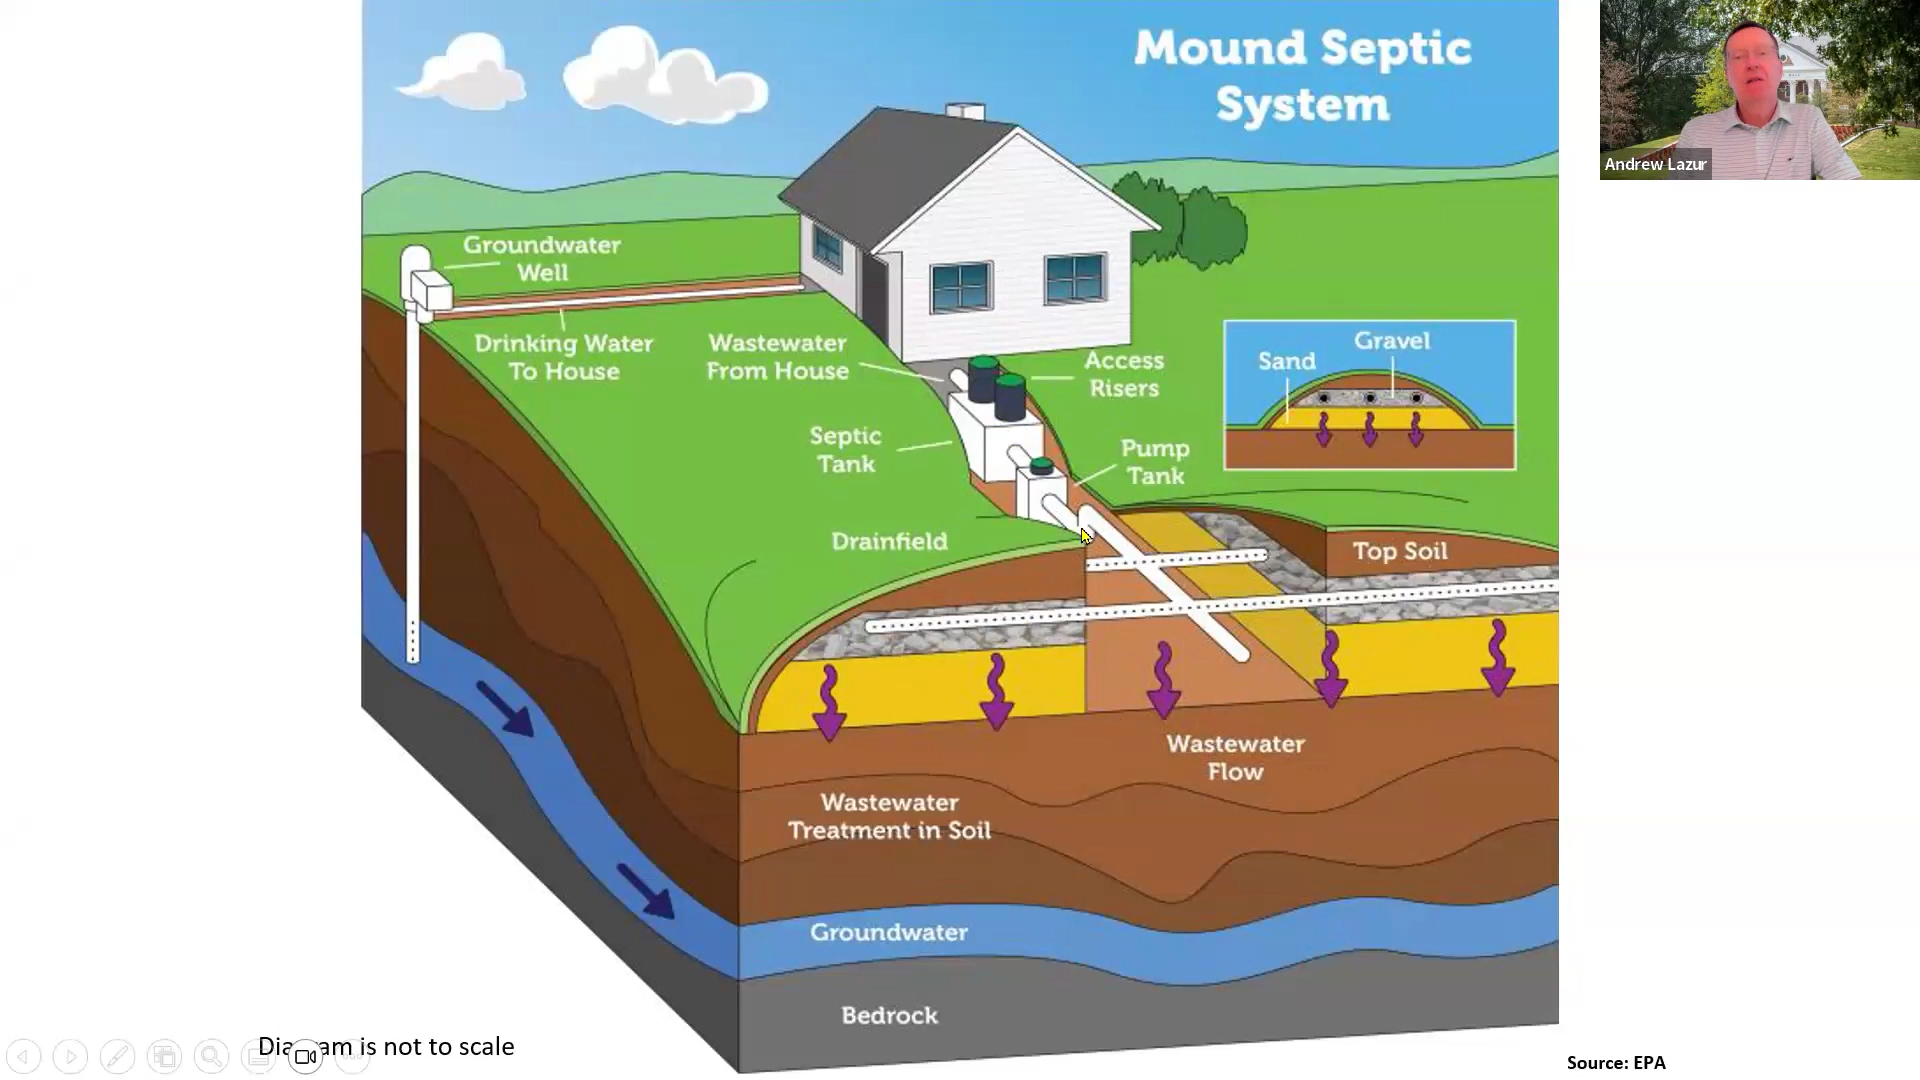 Mound Septic
System
Andrew Lazur
Groundwater
Well
Drinking Water
To House
Wastewater
From House
Access
Risers
Gravel
Sand
Septic
Tank
Pump
Tank
Drainfield
Top Soil
Wastewater
Flow
Wastewater
Treatment in Soil
Groundwater
Bedrock
Diagram is not to scale
Source: EPA